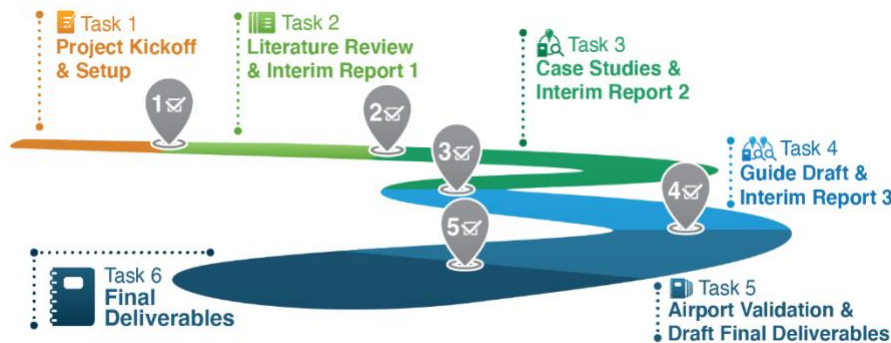 Task 1
Project Kickoff
& Setup
Task 2
Literature Review
& Interim Report 1
Task 3
Case Studies &
Interim Report 2
1
2
3
Task 4
Guide Draft &
Interim Report 3
4
5
Task 6
Final
Deliverables
Task 5
Airport Validation &
Draft Final Deliverables